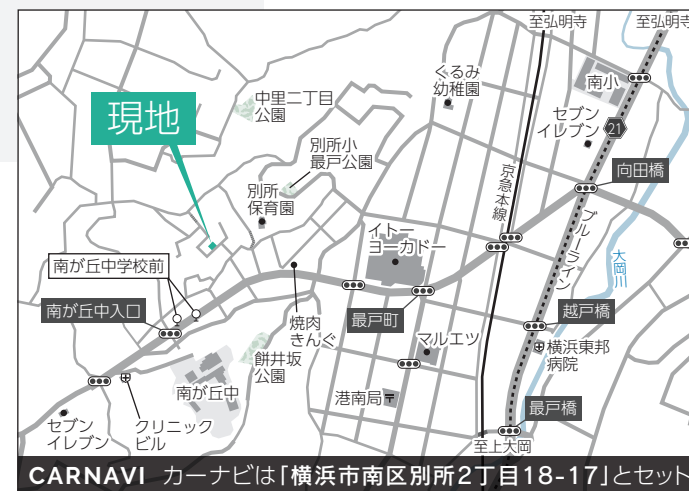 至弘明寺
至弘明寺
くるみ
幼稚園
南小
中里二丁目
公園
現地
セブン
イレブン
21
別所小
最戸公園
向田橋
京急本線
別所
保育園
ブルーライン
イトー
ヨーカドー
大岡川
南が丘中学校前
南が丘中入口
焼肉
きんぐ
最戸町
越戸橋
マルエツ
横浜東邦
病院
餅井坂
公園
南が丘中
港南局〒
最戸橋
セブン
イレブン
クリニック
ビル
至上大岡
CARNAVI カーナビは「横浜市南区別所2丁目18-17」とセット